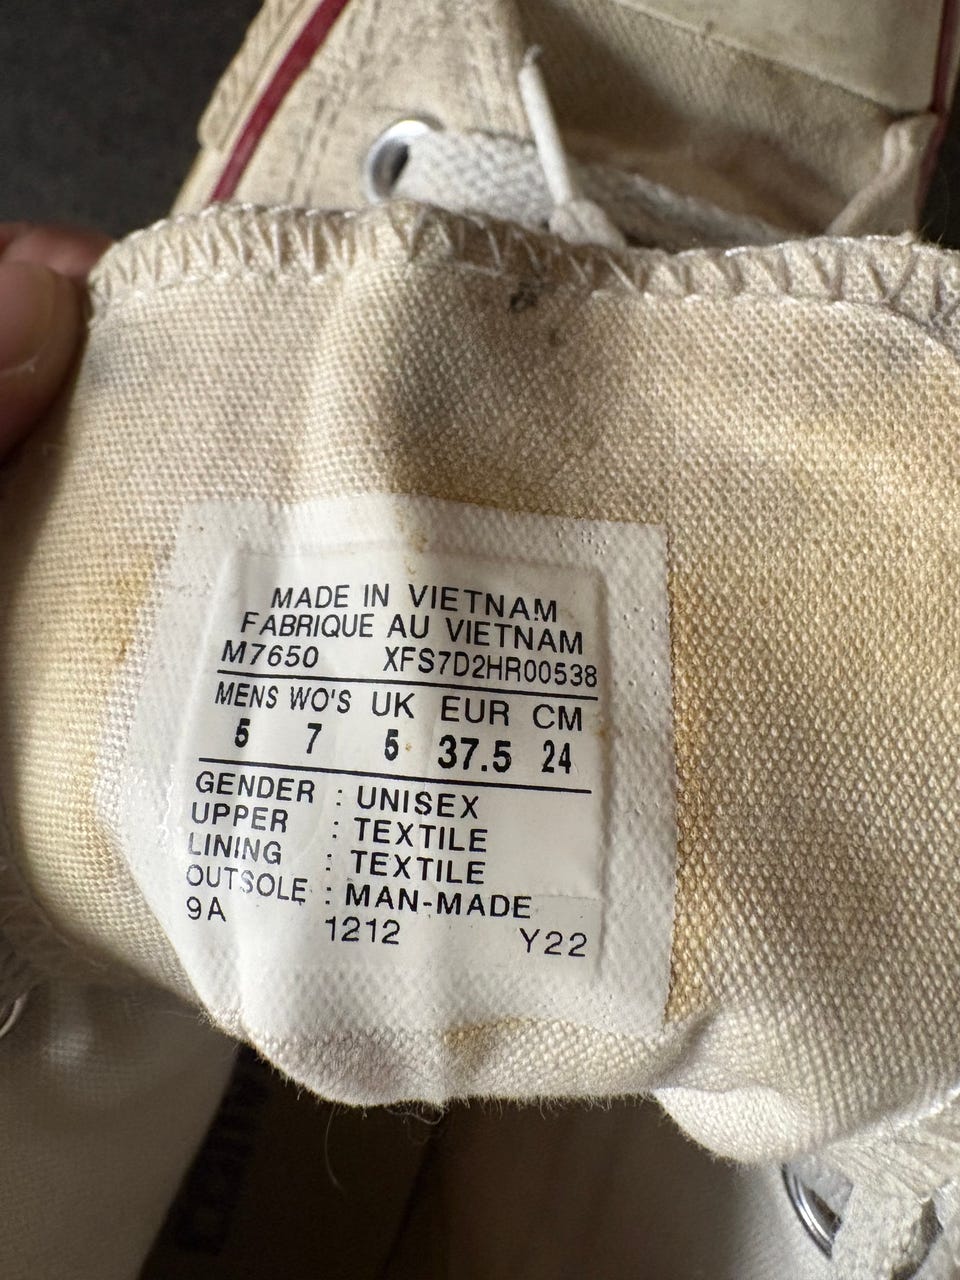 MADE IN VIETNAM
FABRIQUE AU VIETNAM
M7650 XFS7D2HR00538
MENS WO'S UK EUR CM
5 7 5 37.5 24
GENDER : UNISEX
UPPER : TEXTILE
LINING : TEXTILE
OUTSOLE : MAN-MADE
9A 1212 Y22